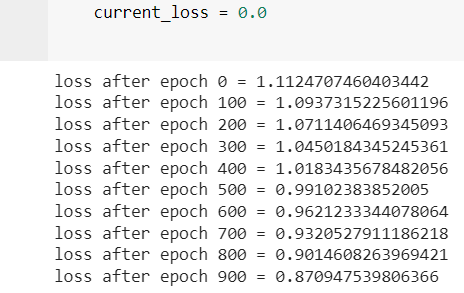 current_loss = 0.0
loss after epoch 0 = 1.1124707460403442
loss after epoch 100 = 1.0937315225601196
loss after epoch 200 = 1.0711406469345093
loss after epoch 300 = 1.0450184345245361
loss after epoch 400 = 1.0183435678482056
loss after epoch 500 = 0.99102383852005
loss after epoch 600 = 0.9621233344078064
loss after epoch 700 = 0.9320527911186218
loss after epoch 800 = 0.9014608263969421
loss after epoch 900 = 0.870947539806366